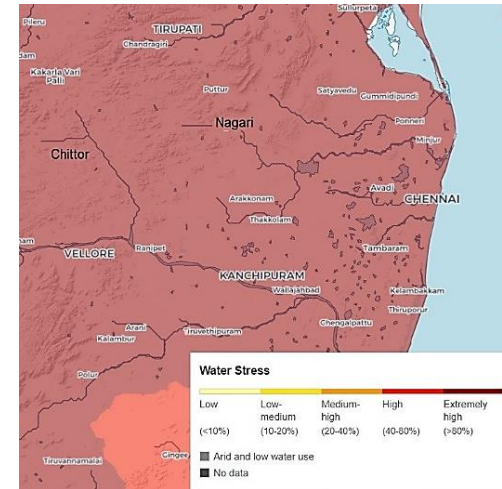 Sullurpeta
Pileru
TIRUPATI
Chandragiri
Kakarla Vari
Palli
Puttur
Satyavedu
Gummidipundi
Nagari
Ponneri
Minjur
Chittor
Arakkonam
Avadi
CHENNAI
Thakkolam
Ranipet
VELLORE
Tambaram
KANCHIPURAM
Wallajahbad
Kelambakkam
Thiruporur
Chengalpattu
Arani
Kalambur
Tiruvethipuram
Polur
Gingee
Tiruvannamalai
Water Stress
Low Low-medium Medium-high High Extremely high
(<10%) (10-20%) (20-40%) (40-80%) (>80%)
Arid and low water use
No data